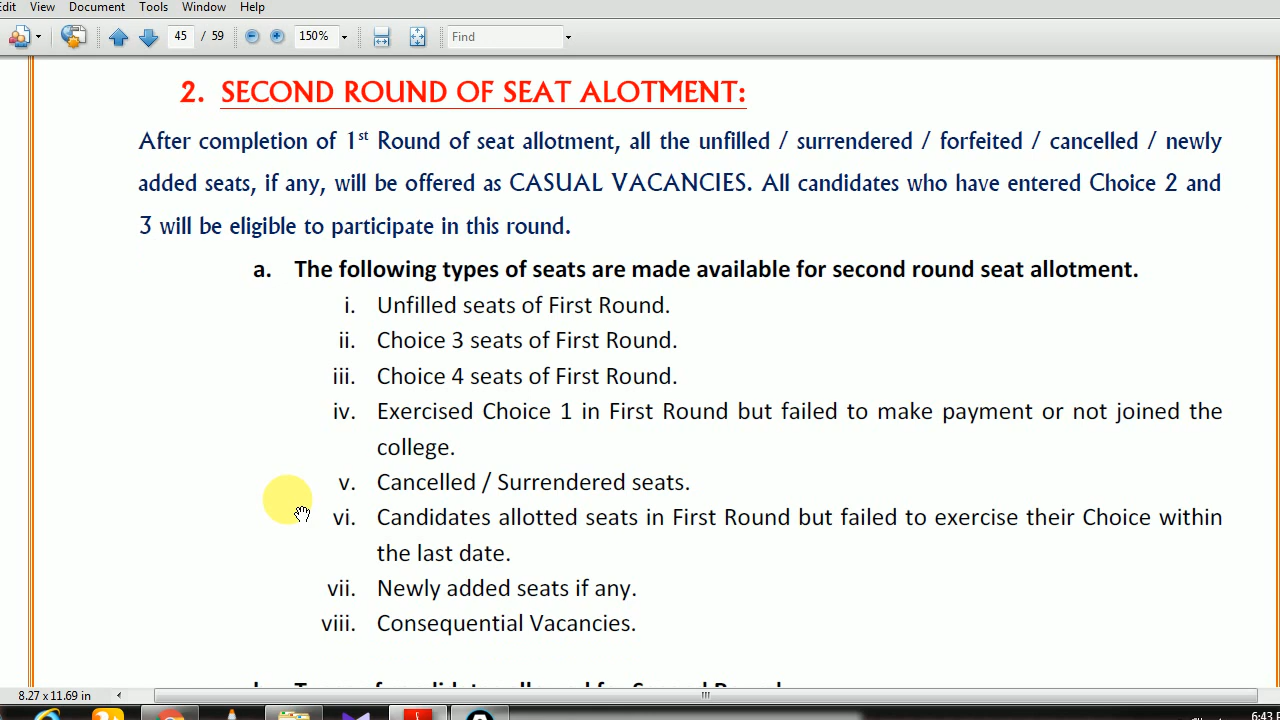 Edit View Document Tools Window Help
45 / 59 150% Find
2. SECOND ROUND OF SEAT ALOTMENT:
After completion of 1st Round of seat allotment, all the unfilled / surrendered / forfeited / cancelled / newly
added seats, if any, will be offered as CASUAL VACANCIES. All candidates who have entered Choice 2 and
3 will be eligible to participate in this round.
a. The following types of seats are made available for second round seat allotment.
i. Unfilled seats of First Round.
ii. Choice 3 seats of First Round.
iii. Choice 4 seats of First Round.
iv. Exercised Choice 1 in First Round but failed to make payment or not joined the
college.
v. Cancelled / Surrendered seats.
vi. Candidates allotted seats in First Round but failed to exercise their Choice within
the last date.
vii. Newly added seats if any.
viii. Consequential Vacancies.
8.27 x 11.69 in
6:43